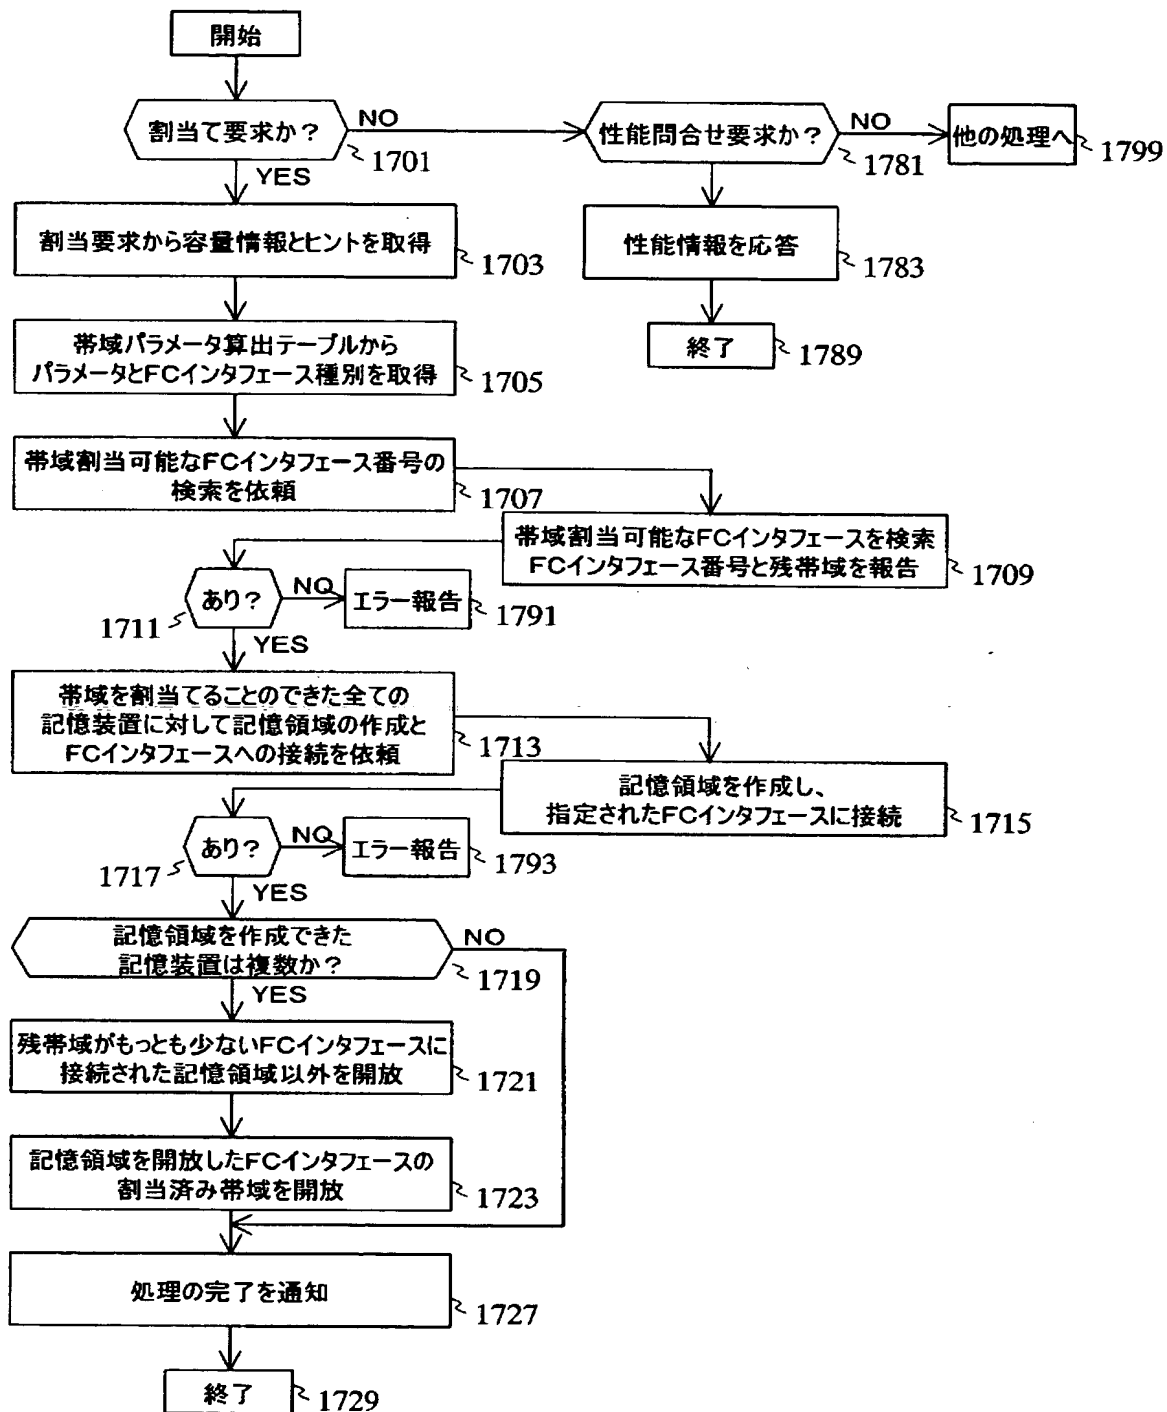 開始
割当て要求か?
NO
1701
YES
性能問合せ要求か?
NO
1781
他の処理へ
1799
割当要求から容量情報とヒントを取得
1703
性能情報を応答
1783
終了
1789
帯域パラメータ算出テーブルから
パラメータとFCインタフェース種別を取得
1705
帯域割当可能なFCインタフェース番号の
検索を依頼
1707
帯域割当可能なFCインタフェースを検索
FCインタフェース番号と残帯域を報告
1709
あり?
1711
NO
エラー報告
1791
YES
帯域を割当てることのできた全ての
記憶装置に対して記憶領域の作成と
FCインタフェースへの接続を依頼
1713
記憶領域を作成し、
指定されたFCインタフェースに接続
1715
あり?
1717
NO
エラー報告
1793
YES
記憶領域を作成できた
記憶装置は複数か?
NO
1719
YES
残帯域がもっとも少ないFCインタフェースに
接続された記憶領域以外を開放
1721
記憶領域を開放したFCインタフェースの
割当済み帯域を開放
1723
処理の完了を通知
1727
終了
1729